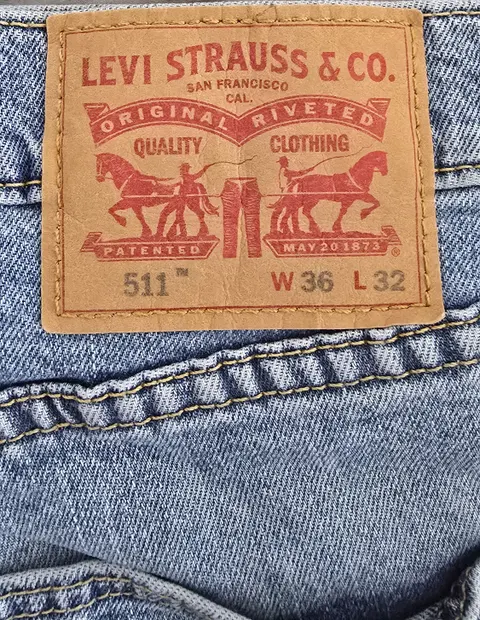 LEVI STRAUSS & CO.
SAN FRANCISCO
CAL.
ORIGINAL RIVETED
QUALITY CLOTHING
PATENTED MAY 20 1873 ®
511™ W 36 L 32